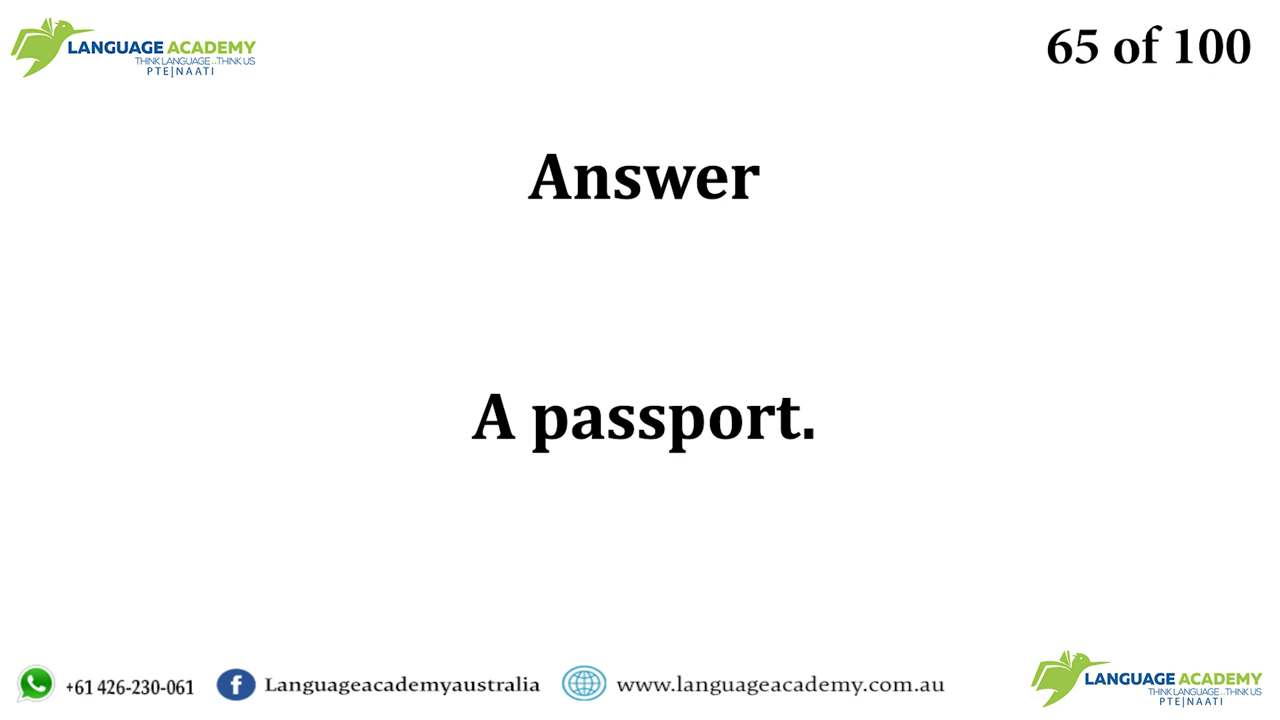 LANGUAGE ACADEMY
THINK LANGUAGE...THINK US
PTE|NAATI
65 of 100
Answer
A passport.
+61 426-230-061
Languageacademyaustralia
www.languageacademy.com.au
LANGUAGE ACADEMY
THINK LANGUAGE...THINK US
PTE|NAATI